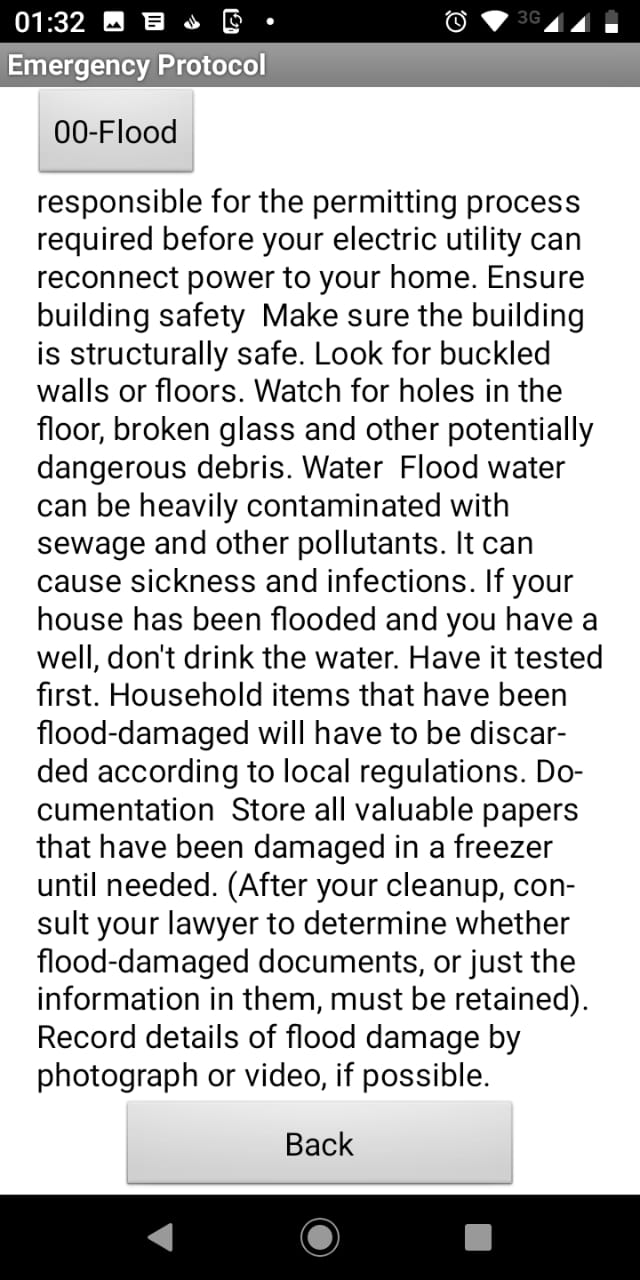 01:32 3G
Emergency Protocol
00-Flood
responsible for the permitting process
required before your electric utility can
reconnect power to your home. Ensure
building safety  Make sure the building
is structurally safe. Look for buckled
walls or floors. Watch for holes in the
floor, broken glass and other potentially
dangerous debris. Water  Flood water
can be heavily contaminated with
sewage and other pollutants. It can
cause sickness and infections. If your
house has been flooded and you have a
well, don't drink the water. Have it tested
first. Household items that have been
flood-damaged will have to be discar-
ded according to local regulations. Do-
cumentation  Store all valuable papers
that have been damaged in a freezer
until needed. (After your cleanup, con-
sult your lawyer to determine whether
flood-damaged documents, or just the
information in them, must be retained).
Record details of flood damage by
photograph or video, if possible.
Back